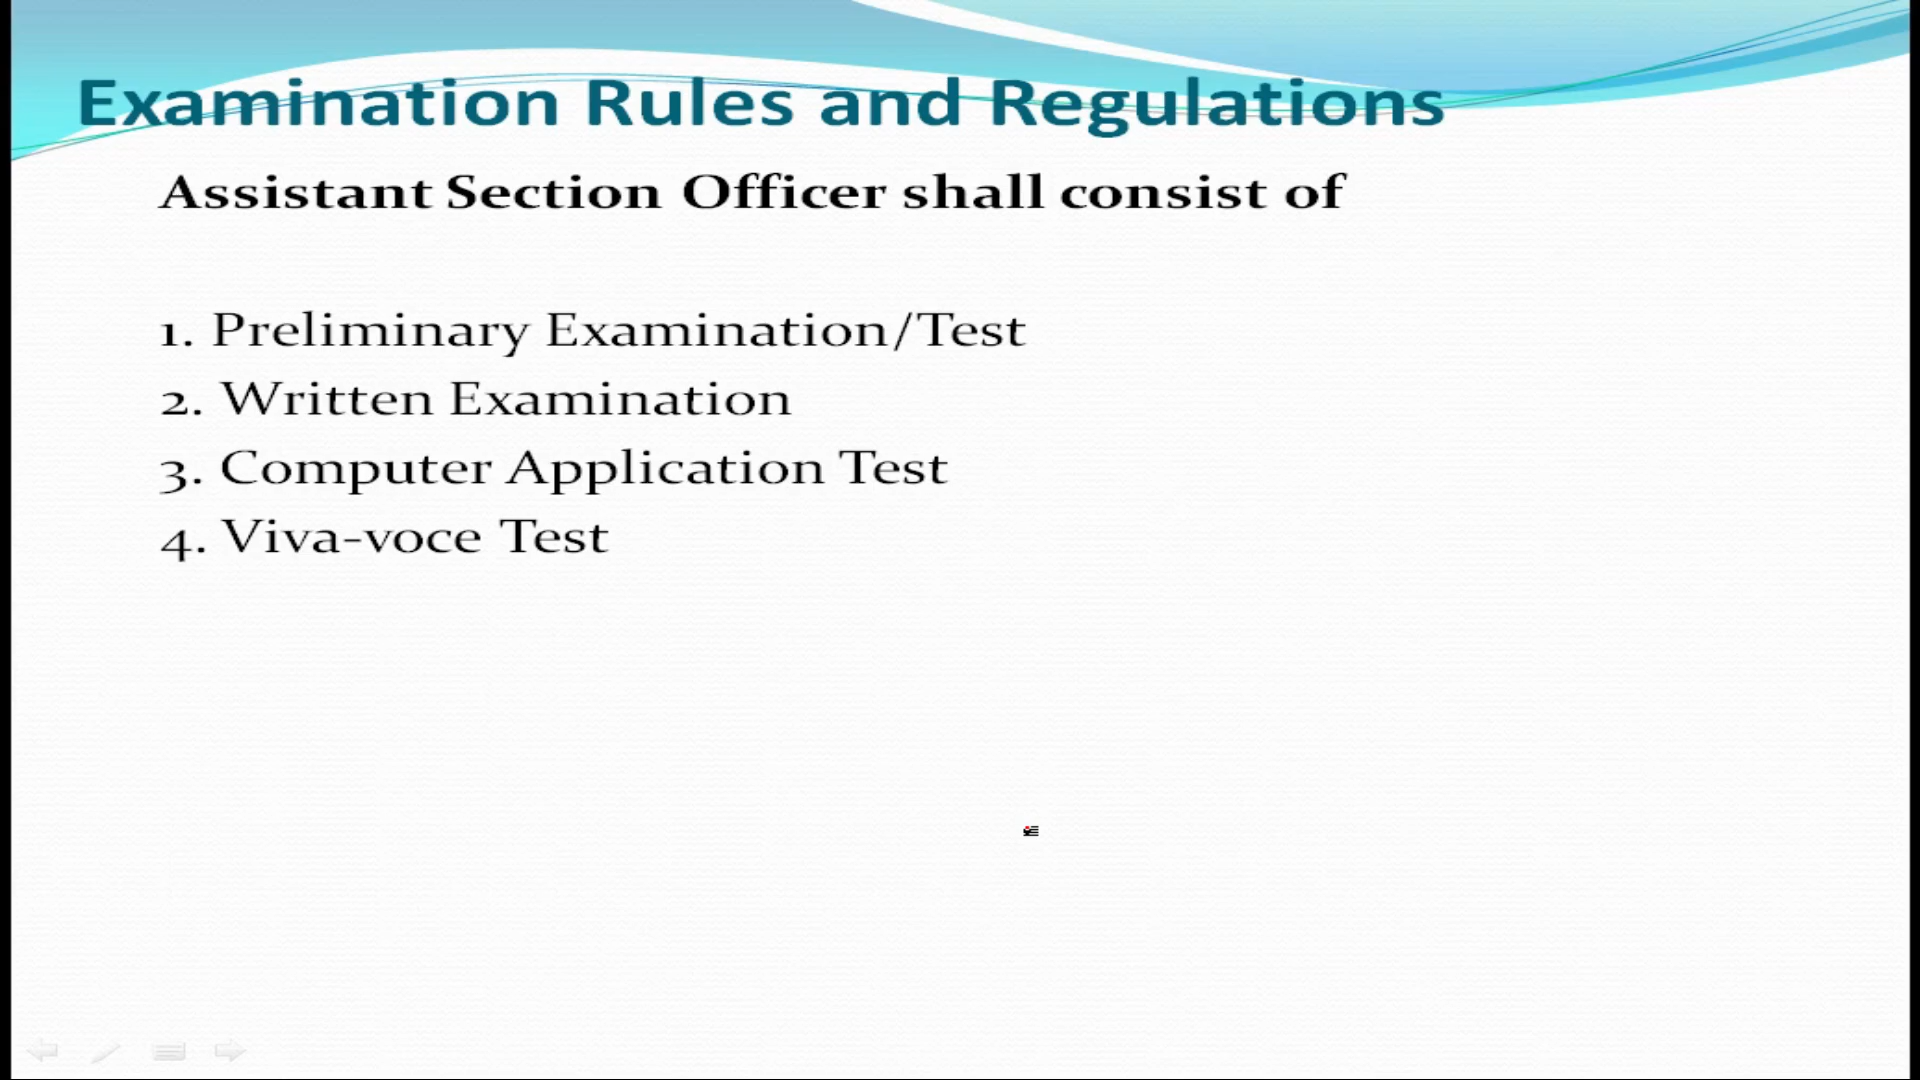 Examination Rules and Regulations
Assistant Section Officer shall consist of
1. Preliminary Examination/Test
2. Written Examination
3. Computer Application Test
4. Viva-voce Test